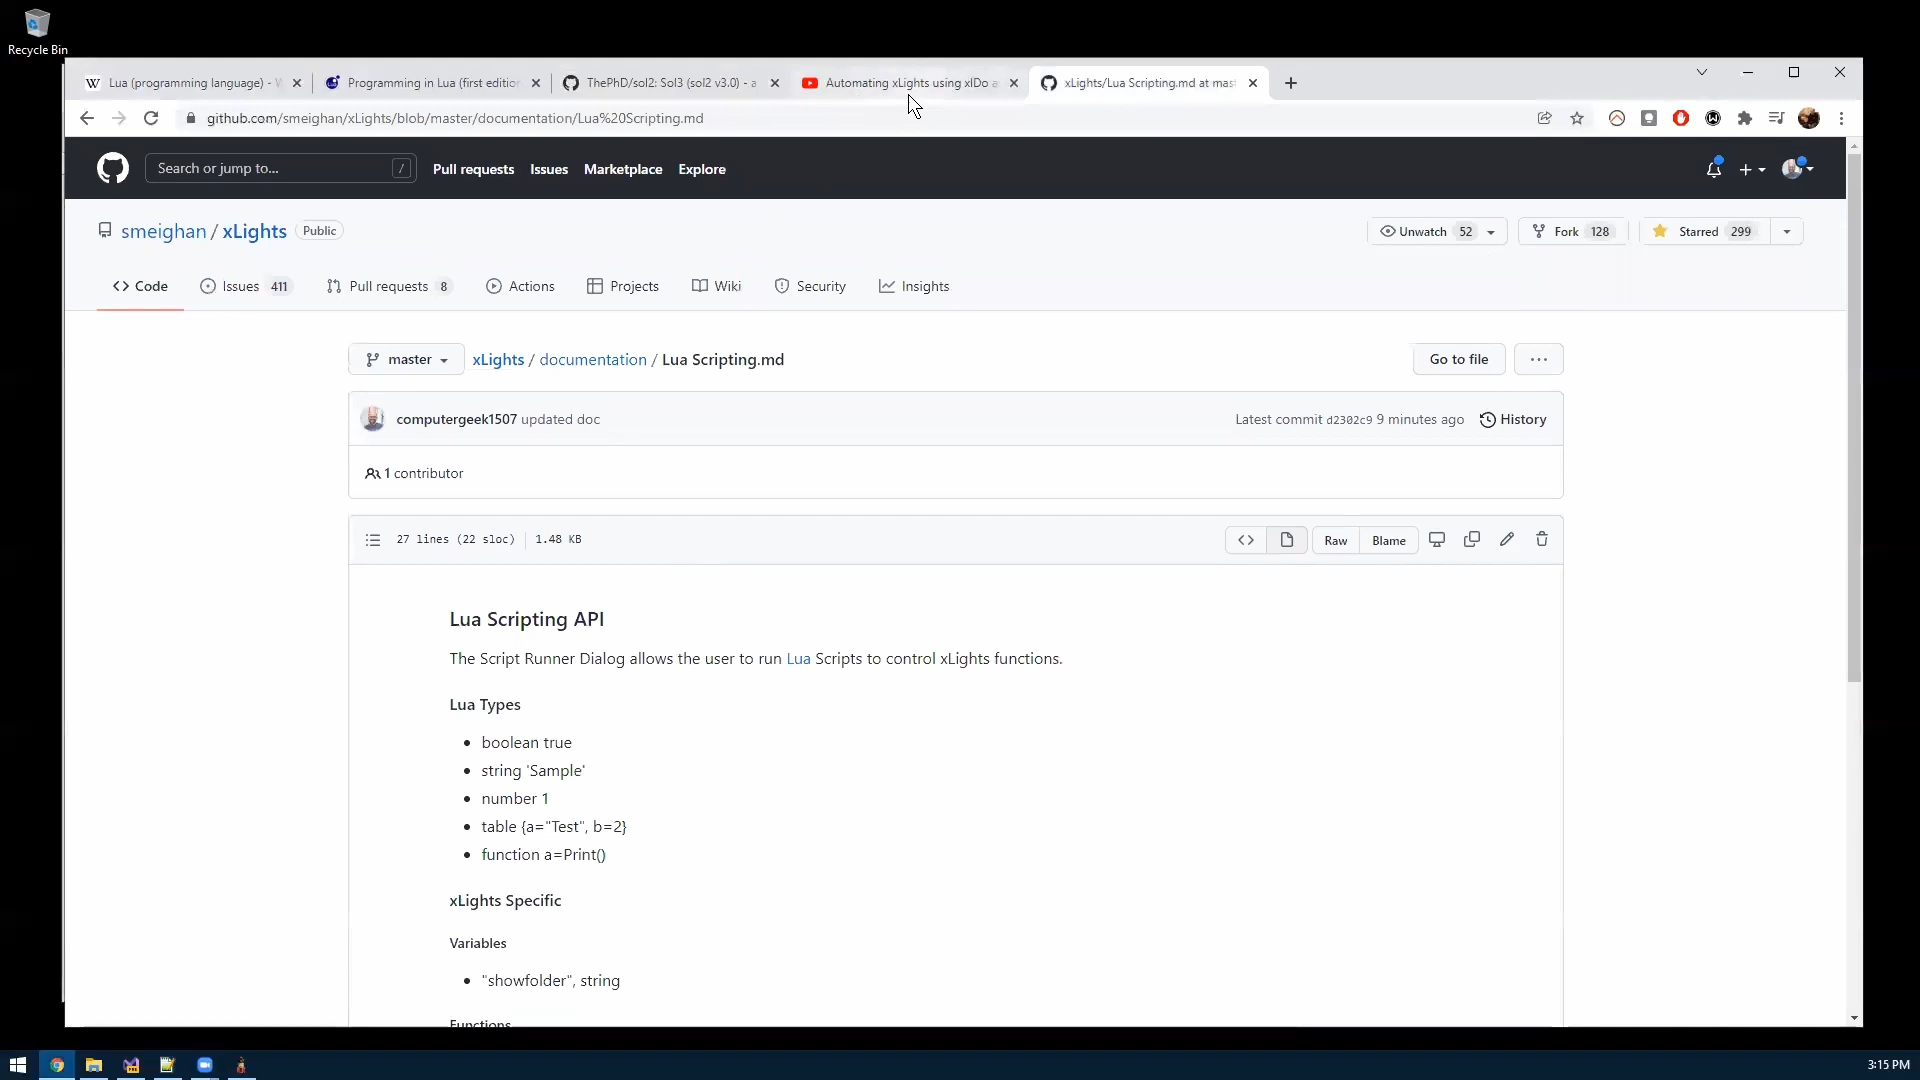 Recycle Bin
Lua (programming language) - W
Programming in Lua (first edition
ThePhD/sol2: Sol3 (sol2 v3.0) - a
Automating xLights using xlDo a
xLights/Lua Scripting.md at mast
github.com/smeighan/xLights/blob/master/documentation/Lua%20Scripting.md
Search or jump to... /
Pull requests Issues Marketplace Explore
smeighan / xLights Public
Unwatch 52 Fork 128 Starred 299
Code Issues 411 Pull requests 8 Actions Projects Wiki Security Insights
master xLights / documentation / Lua Scripting.md Go to file ...
computergeek1507 updated doc Latest commit d2302c9 9 minutes ago History
1 contributor
27 lines (22 sloc) 1.48 KB <> Raw Blame
Lua Scripting API
The Script Runner Dialog allows the user to run Lua Scripts to control xLights functions.
Lua Types
• boolean true
• string 'Sample'
• number 1
• table {a="Test", b=2}
• function a=Print()
xLights Specific
Variables
• "showfolder", string
Functions
3:15 PM